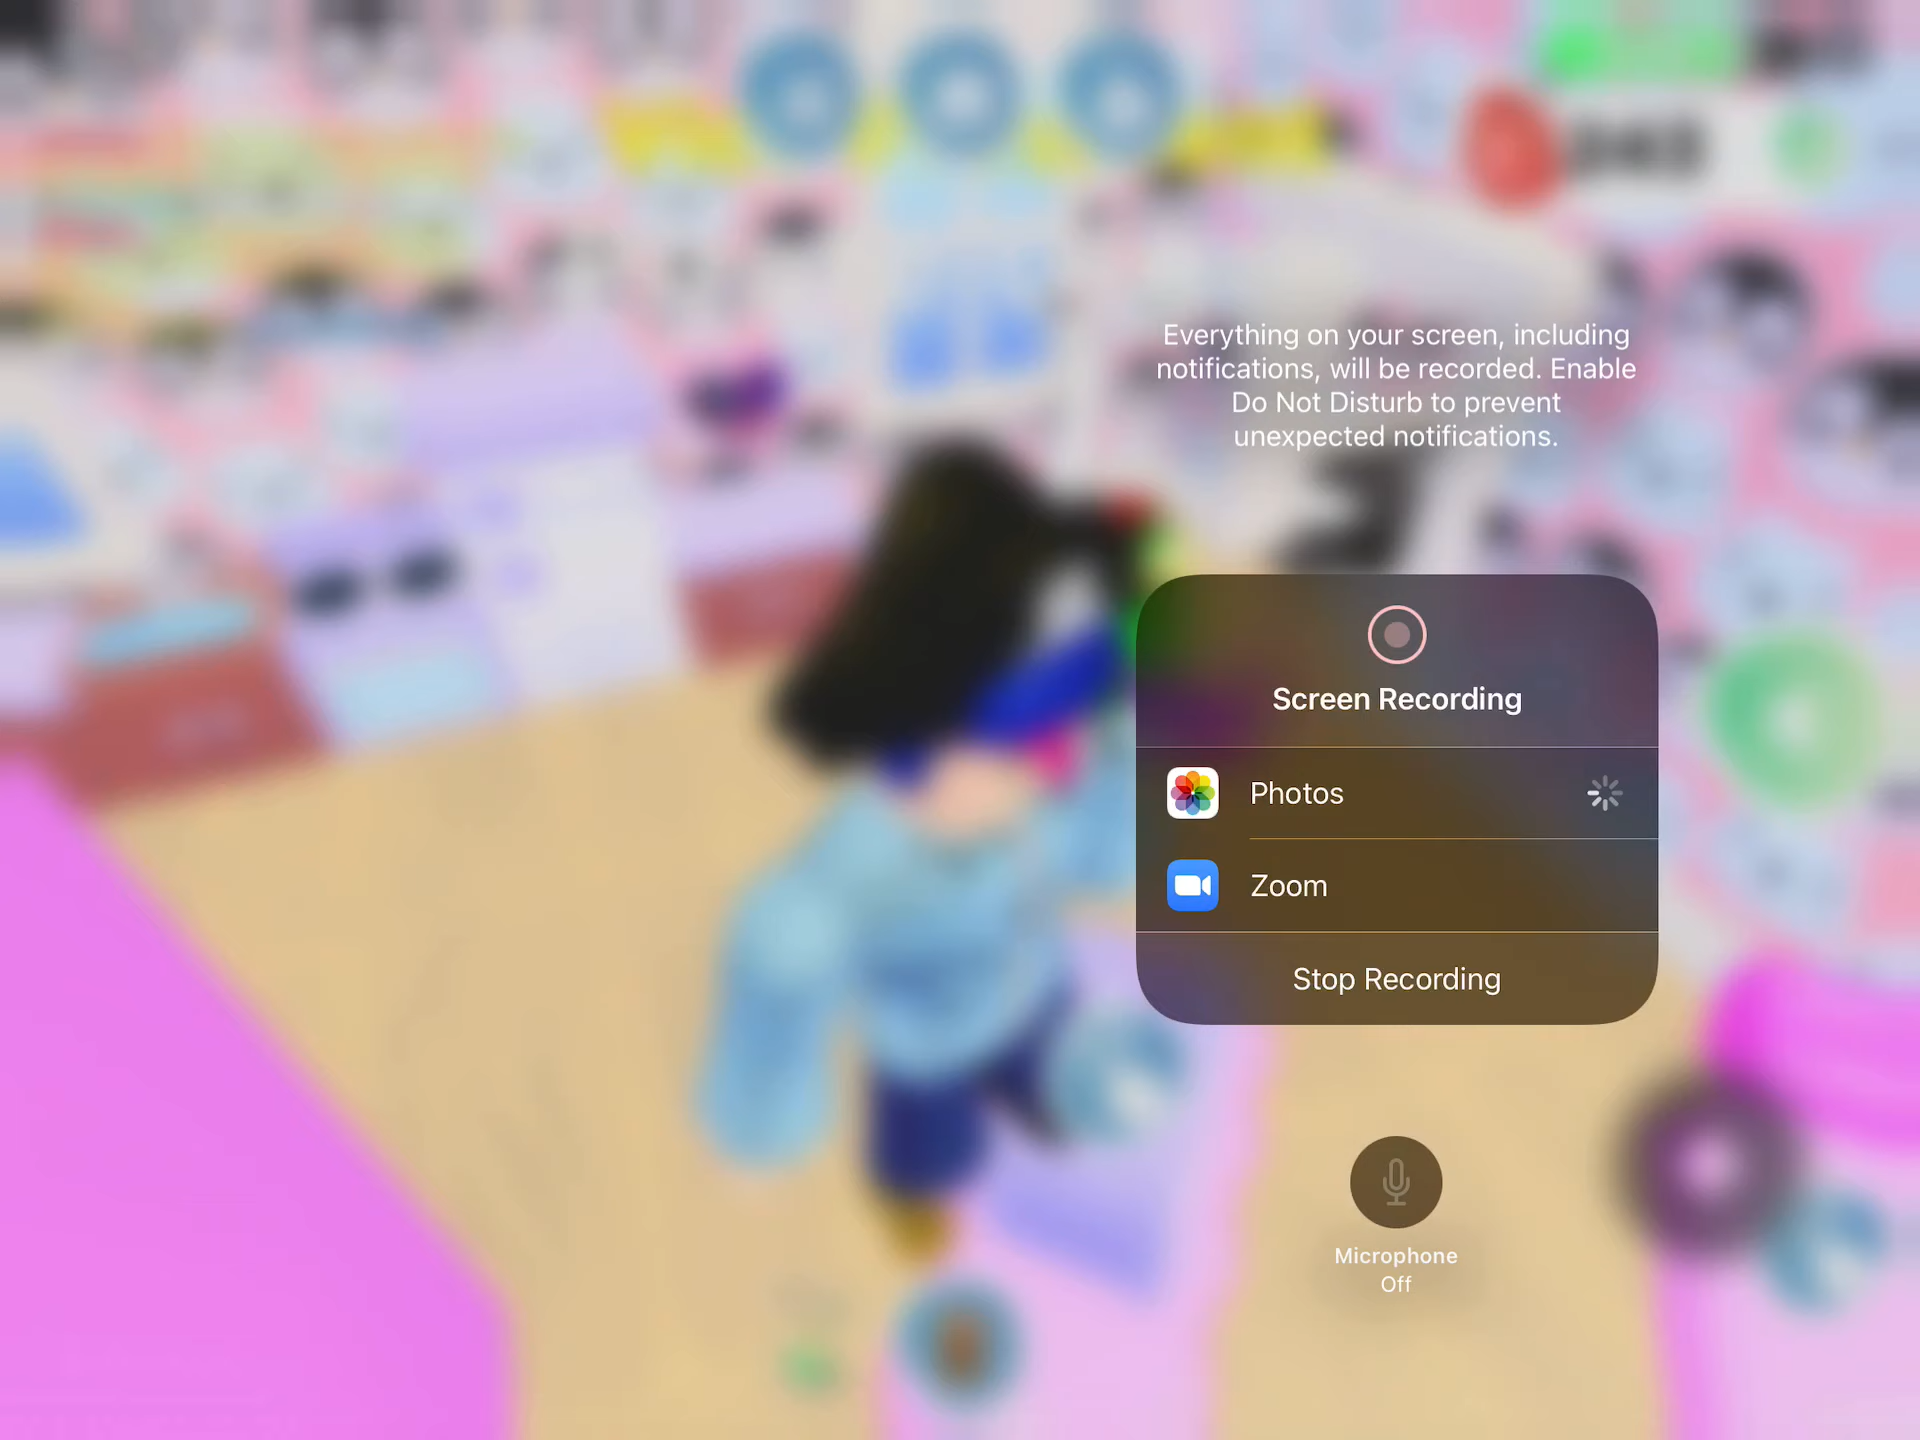 Everything on your screen, including
notifications, will be recorded. Enable
Do Not Disturb to prevent
unexpected notifications.
Screen Recording
Photos
Zoom
Stop Recording
Microphone
Off